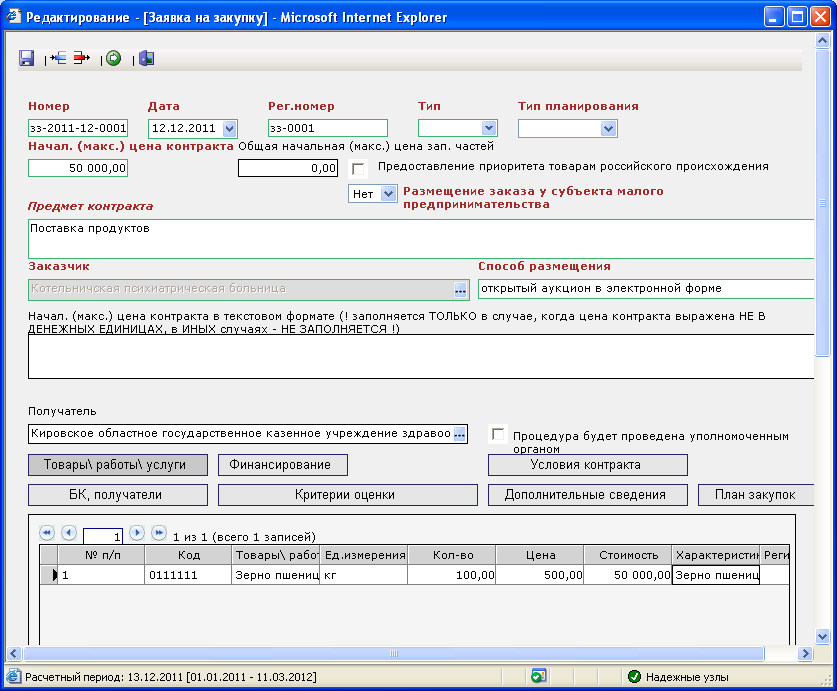 Редактирование - [Заявка на закупку] - Microsoft Internet Explorer
Номер Дата Рег.номер Тип Тип планирования
зз-2011-12-0001 12.12.2011 зз-0001
Начал. (макс.) цена контракта Общая начальная (макс.) цена зап. частей
50 000,00 0,00 Предоставление приоритета товарам российского происхождения
Нет Размещение заказа у субъекта малого
предпринимательства
Предмет контракта
Поставка продуктов
Заказчик Способ размещения
Котельничская психиатрическая больница ... открытый аукцион в электронной форме
Начал. (макс.) цена контракта в текстовом формате (! заполняется ТОЛЬКО в случае, когда цена контракта выражена НЕ В
ДЕНЕЖНЫХ ЕДИНИЦАХ, в ИНЫХ случаях - НЕ ЗАПОЛНЯЕТСЯ !)
Получатель
Кировское областное государственное казенное учреждение здравоо ... Процедура будет проведена уполномоченным
органом
Товары\ работы\ услуги Финансирование Условия контракта
БК, получатели Критерии оценки Дополнительные сведения План закупок
1 1 из 1 (всего 1 записей)
№ п/п Код Товары\ работ Ед.измерения Кол-во Цена Стоимость Характеристик Реги
1 0111111 Зерно пшениц кг 100,00 500,00 50 000,00 Зерно пшениц
Расчетный период: 13.12.2011 [01.01.2011 - 11.03.2012] Надежные узлы